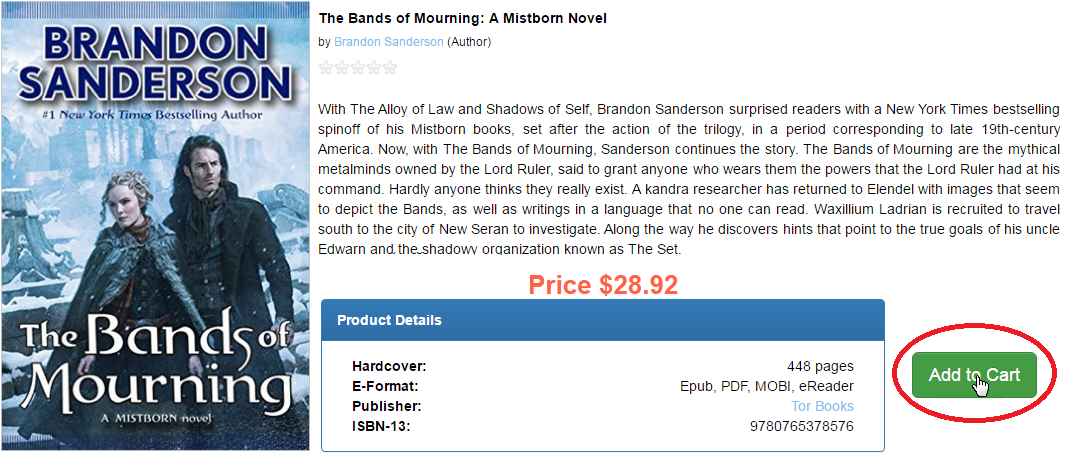 BRANDON
SANDERSON
#1 New York Times Bestselling Author
The Bands of
Mourning
A MISTBORN novel
The Bands of Mourning: A Mistborn Novel
by Brandon Sanderson (Author)
With The Alloy of Law and Shadows of Self, Brandon Sanderson surprised readers with a New York Times bestselling
spinoff of his Mistborn books, set after the action of the trilogy, in a period corresponding to late 19th-century
America. Now, with The Bands of Mourning, Sanderson continues the story. The Bands of Mourning are the mythical
metalminds owned by the Lord Ruler, said to grant anyone who wears them the powers that the Lord Ruler had at his
command. Hardly anyone thinks they really exist. A kandra researcher has returned to Elendel with images that seem
to depict the Bands, as well as writings in a language that no one can read. Waxillium Ladrian is recruited to travel
south to the city of New Seran to investigate. Along the way he discovers hints that point to the true goals of his uncle
Edwarn and the shadowy organization known as The Set.
Price $28.92
Product Details
Hardcover: 448 pages
E-Format: Epub, PDF, MOBI, eReader
Publisher: Tor Books
ISBN-13: 9780765378576
Add to Cart